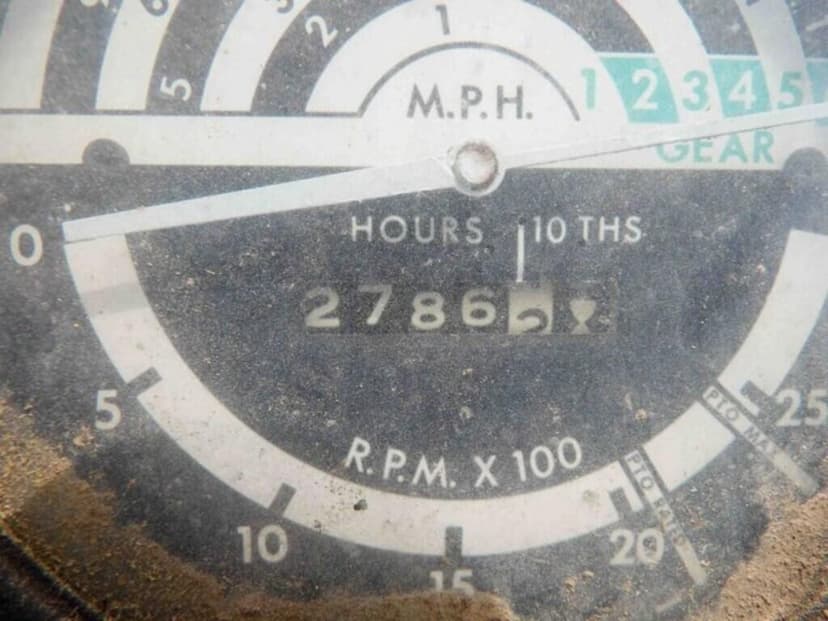 2 1
5
M.P.H. 1 2 3 4 5
GEAR
0 HOURS 10 THS
2786
5 25
PTO MAX
R.P.M. X 100
PTO
10 20
15